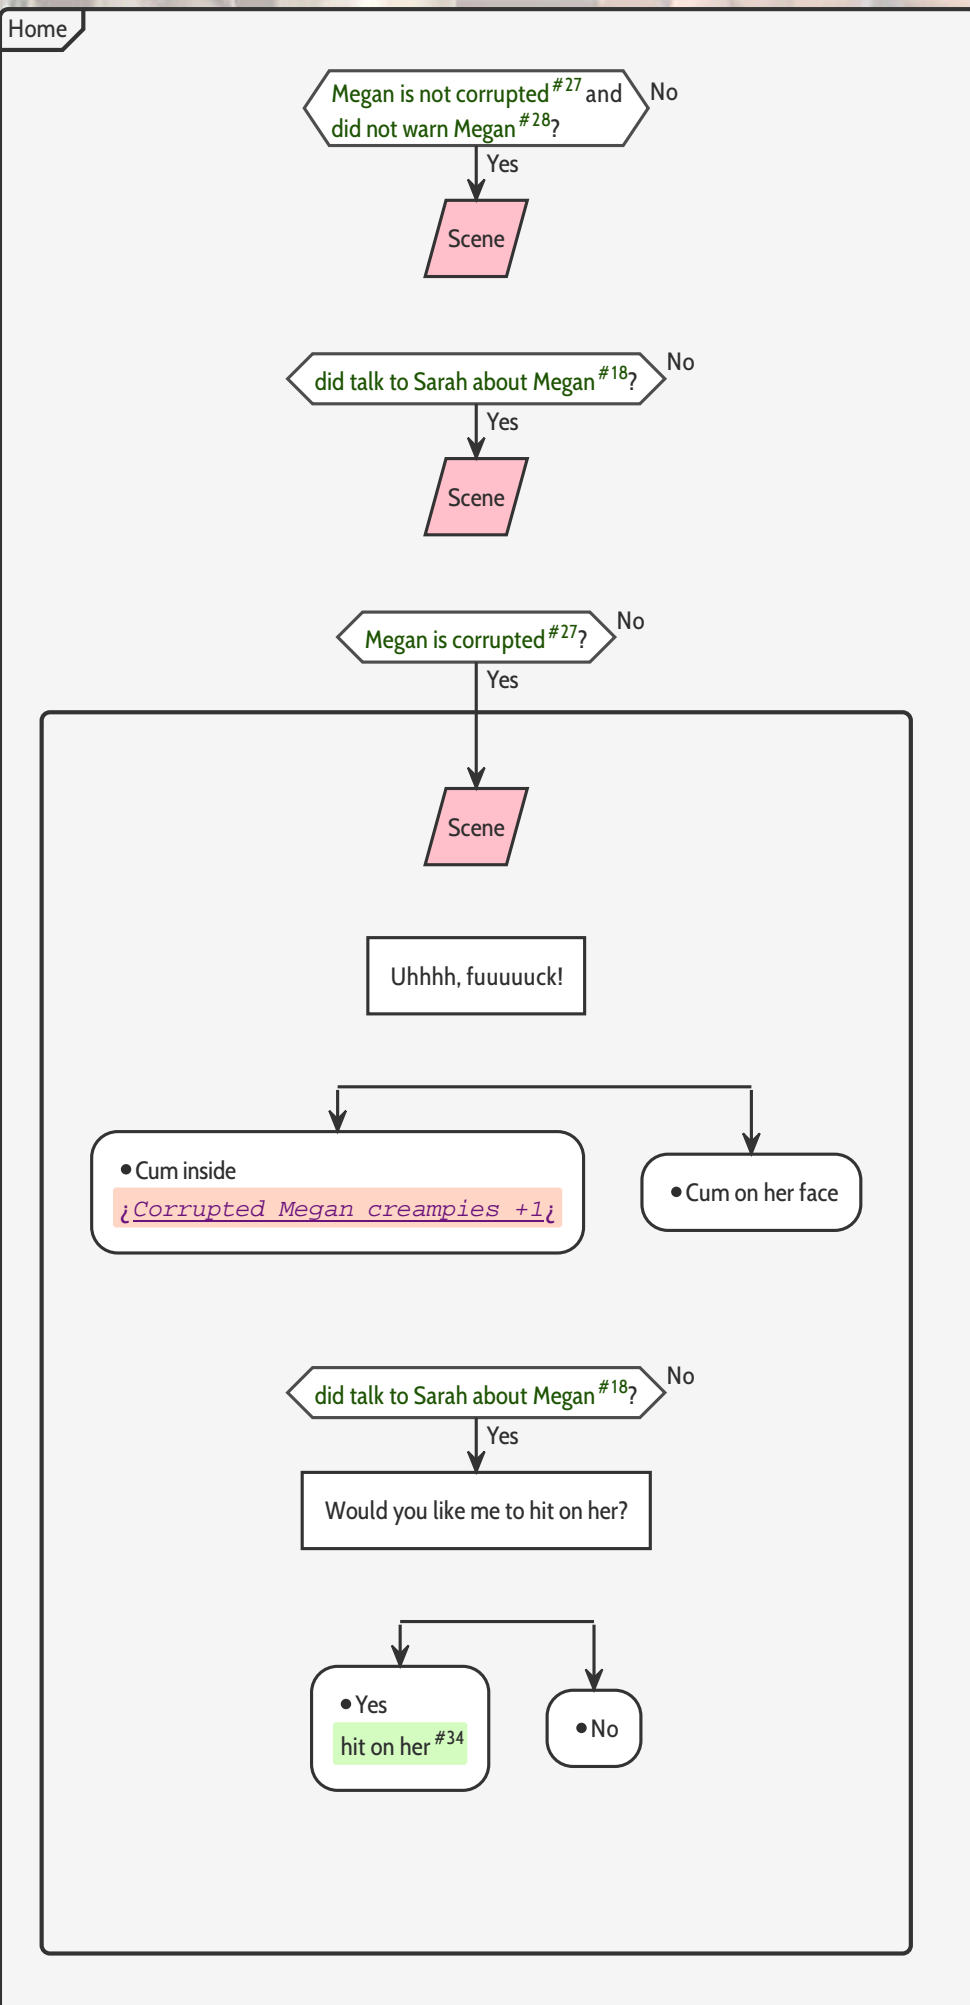 Home
Megan is not corrupted #27 and
did not warn Megan #28?
No
Yes
Scene
did talk to Sarah about Megan #18?
No
Yes
Scene
Megan is corrupted #27?
No
Yes
Scene
Uhhhh, fuuuuuck!
•Cum inside
¿Corrupted Megan creampies +1¿
•Cum on her face
did talk to Sarah about Megan #18?
No
Yes
Would you like me to hit on her?
•Yes
hit on her #34
•No